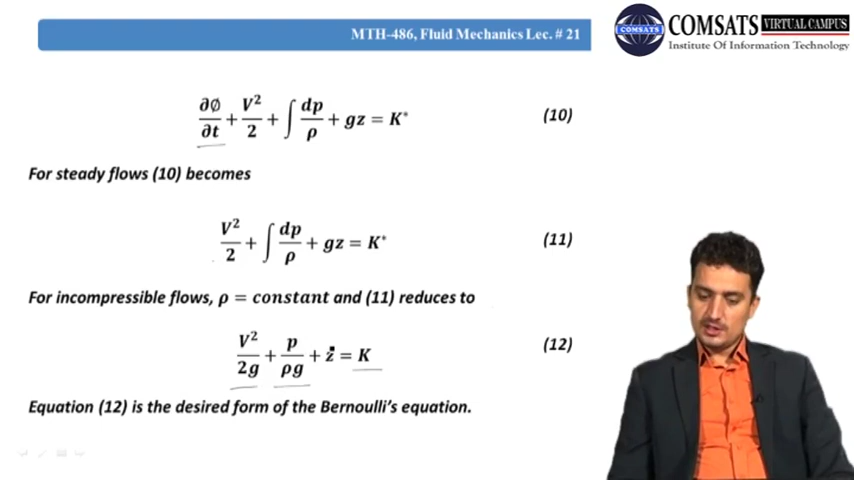 MTH-486, Fluid Mechanics Lec. # 21
COMSATS
COMSATS VIRTUAL CAMPUS
Institute Of Information Technology
∂∅/∂t + V²/2 + ∫ dp/ρ + gz = K* (10)
For steady flows (10) becomes
V²/2 + ∫ dp/ρ + gz = K* (11)
For incompressible flows, ρ = constant and (11) reduces to
V²/2g + p/ρg + z = K (12)
Equation (12) is the desired form of the Bernoulli's equation.